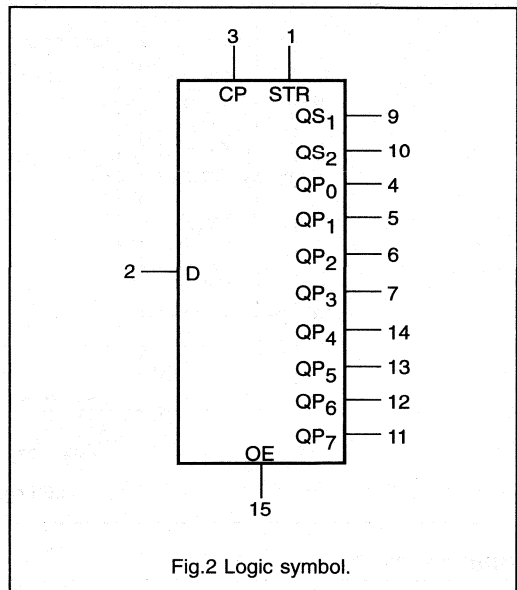 3 1
CP STR
QS1 9
QS2 10
QP0 4
QP1 5
QP2 6
2 D
QP3 7
QP4 14
QP5 13
QP6 12
QP7 11
OE
15
Fig.2 Logic symbol.